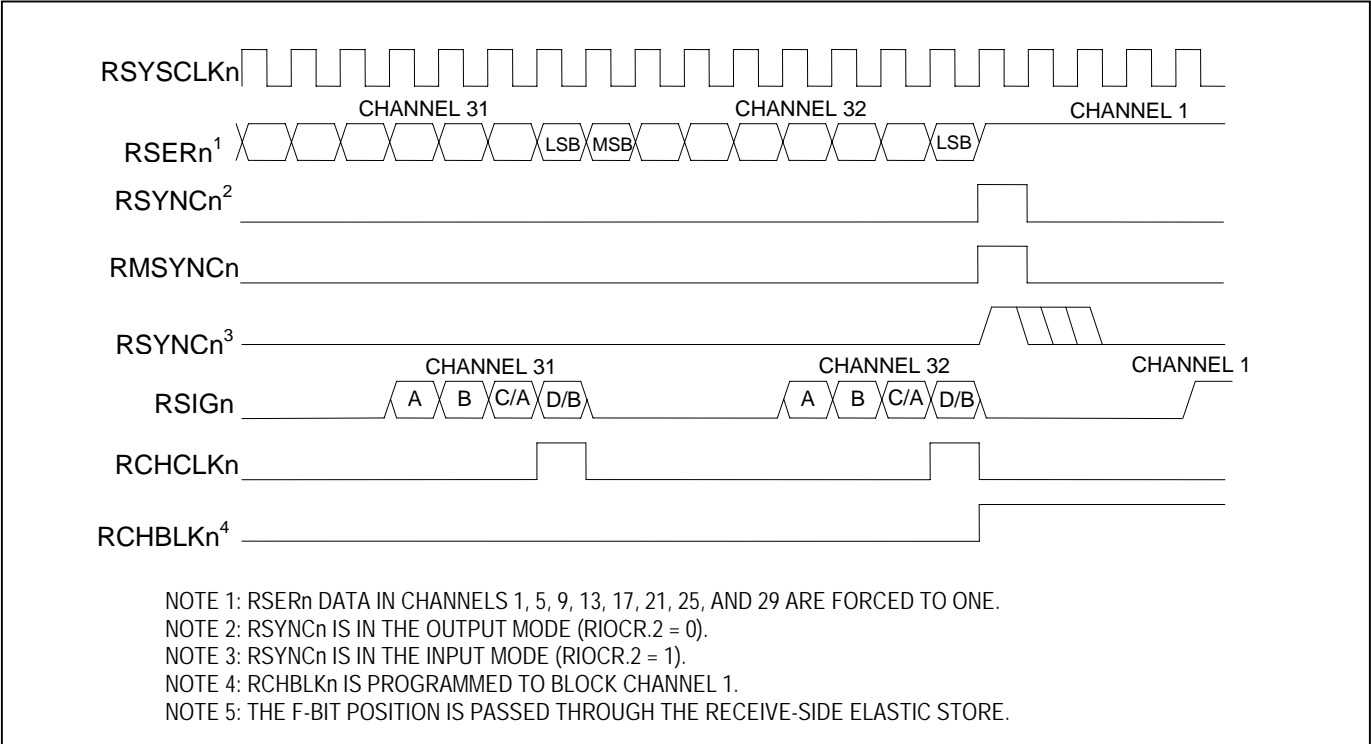 RSYSCLKn
CHANNEL 31 CHANNEL 32 CHANNEL 1
RSERn1 LSB MSB LSB
RSYNCn2
RMSYNCn
RSYNCn3
CHANNEL 31 CHANNEL 32 CHANNEL 1
RSIGn A B C/A D/B A B C/A D/B
RCHCLKn
RCHBLKn4
NOTE 1: RSERn DATA IN CHANNELS 1, 5, 9, 13, 17, 21, 25, AND 29 ARE FORCED TO ONE.
NOTE 2: RSYNCn IS IN THE OUTPUT MODE (RIOCR.2 = 0).
NOTE 3: RSYNCn IS IN THE INPUT MODE (RIOCR.2 = 1).
NOTE 4: RCHBLKn IS PROGRAMMED TO BLOCK CHANNEL 1.
NOTE 5: THE F-BIT POSITION IS PASSED THROUGH THE RECEIVE-SIDE ELASTIC STORE.